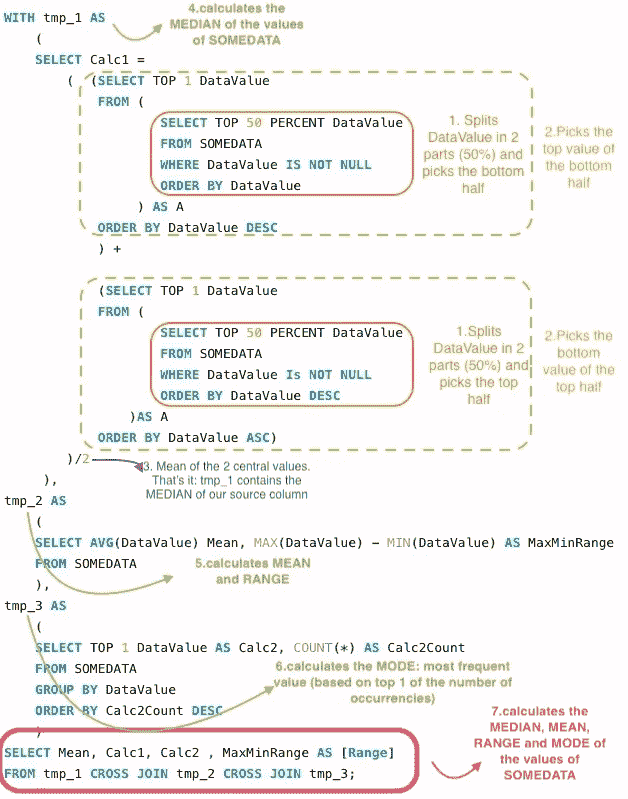 WITH tmp_1 AS
4.calculates the
MEDIAN of the values
of SOMEDATA
(
SELECT Calc1 =
( (SELECT TOP 1 DataValue
FROM (
SELECT TOP 50 PERCENT DataValue
FROM SOMEDATA
WHERE DataValue IS NOT NULL
ORDER BY DataValue
1. Splits
DataValue in 2
parts (50%) and
picks the bottom
half
2.Picks the
top value of
the bottom
half
) AS A
ORDER BY DataValue DESC
) +
(SELECT TOP 1 DataValue
FROM (
SELECT TOP 50 PERCENT DataValue
FROM SOMEDATA
WHERE DataValue Is NOT NULL
ORDER BY DataValue DESC
1.Splits
DataValue in 2
parts (50%) and
picks the top
half
2.Picks the
bottom
value of the
top half
)AS A
ORDER BY DataValue ASC)
)/2
3. Mean of the 2 central values.
That's it: tmp_1 contains the
MEDIAN of our source column
),
tmp_2 AS
(
SELECT AVG(DataValue) Mean, MAX(DataValue) - MIN(DataValue) AS MaxMinRange
FROM SOMEDATA
5.calculates MEAN
and RANGE
),
tmp_3 AS
(
SELECT TOP 1 DataValue AS Calc2, COUNT(*) AS Calc2Count
FROM SOMEDATA
GROUP BY DataValue
ORDER BY Calc2Count DESC
6.calculates the MODE: most frequent
value (based on top 1 of the number of
occurrencies)
)
SELECT Mean, Calc1, Calc2 , MaxMinRange AS [Range]
FROM tmp_1 CROSS JOIN tmp_2 CROSS JOIN tmp_3;
7.calculates the
MEDIAN, MEAN,
RANGE and MODE of
the values of
SOMEDATA